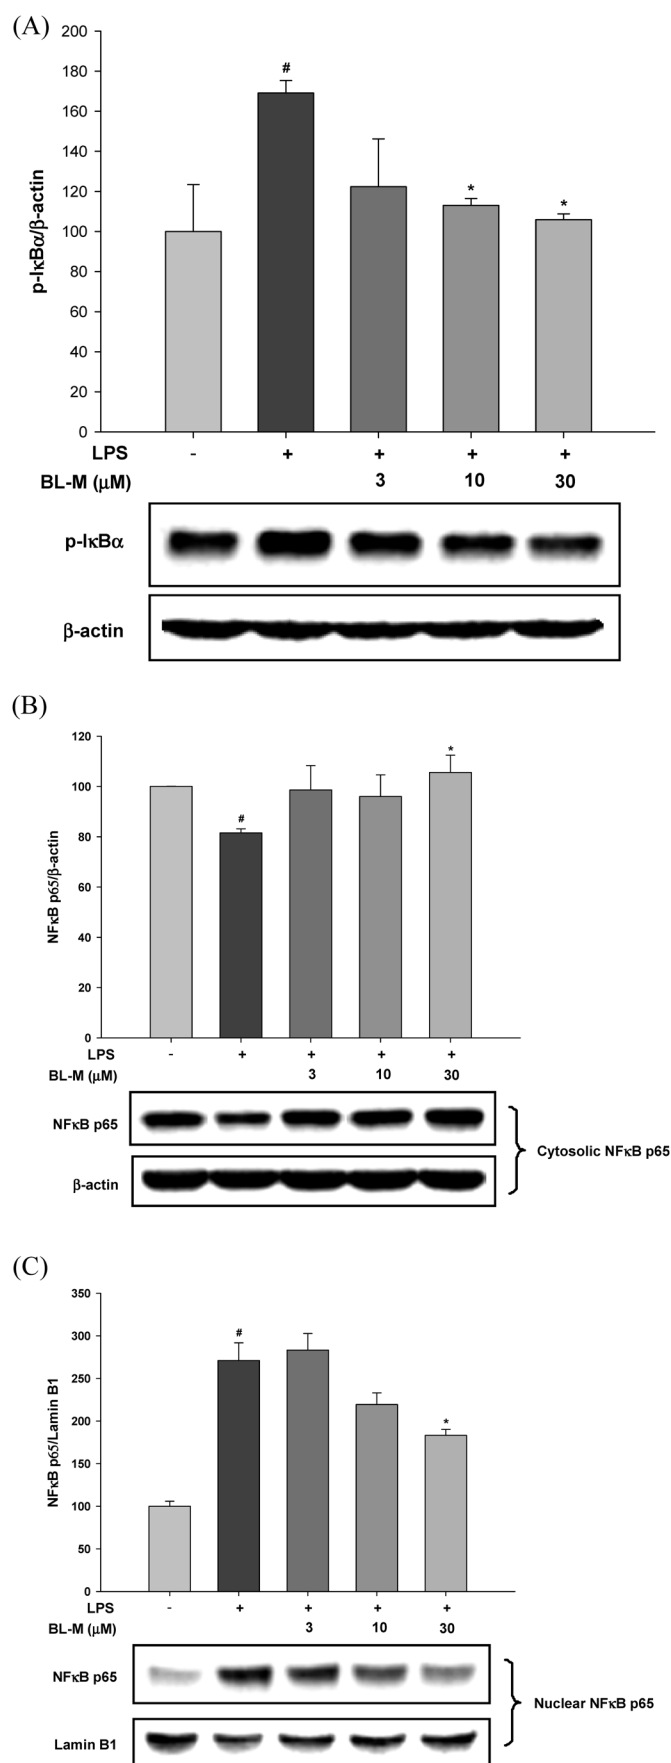 (A)
200
180
#
160
140
120
*
*
100
80
60
40
20
0
p-IκBα/β-actin
LPS - + + + +
BL-M (μM) 3 10 30
p-IκBα
β-actin
(B)
120
*
100
#
80
60
40
20
0
NFκB p65/β-actin
LPS - + + + +
BL-M (μM) 3 10 30
NFκB p65
Cytosolic NFκB p65
β-actin
(C)
350
#
300
250
200
*
150
100
50
0
NFκB p65/Lamin B1
LPS - + + + +
BL-M (μM) 3 10 30
NFκB p65
Nuclear NFκB p65
Lamin B1